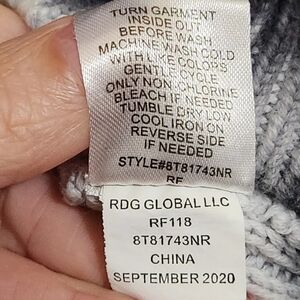 TURN GARMENT
INSIDE OUT
BEFORE WASH
MACHINE WASH COLD
WITH LIKE COLORS
GENTLE CYCLE
ONLY NON-CHLORINE
BLEACH IF NEEDED
TUMBLE DRY LOW
COOL IRON ON
REVERSE SIDE
IF NEEDED
STYLE#8T81743NR
RF
RDG GLOBAL LLC
RF118
8T81743NR
CHINA
SEPTEMBER 2020